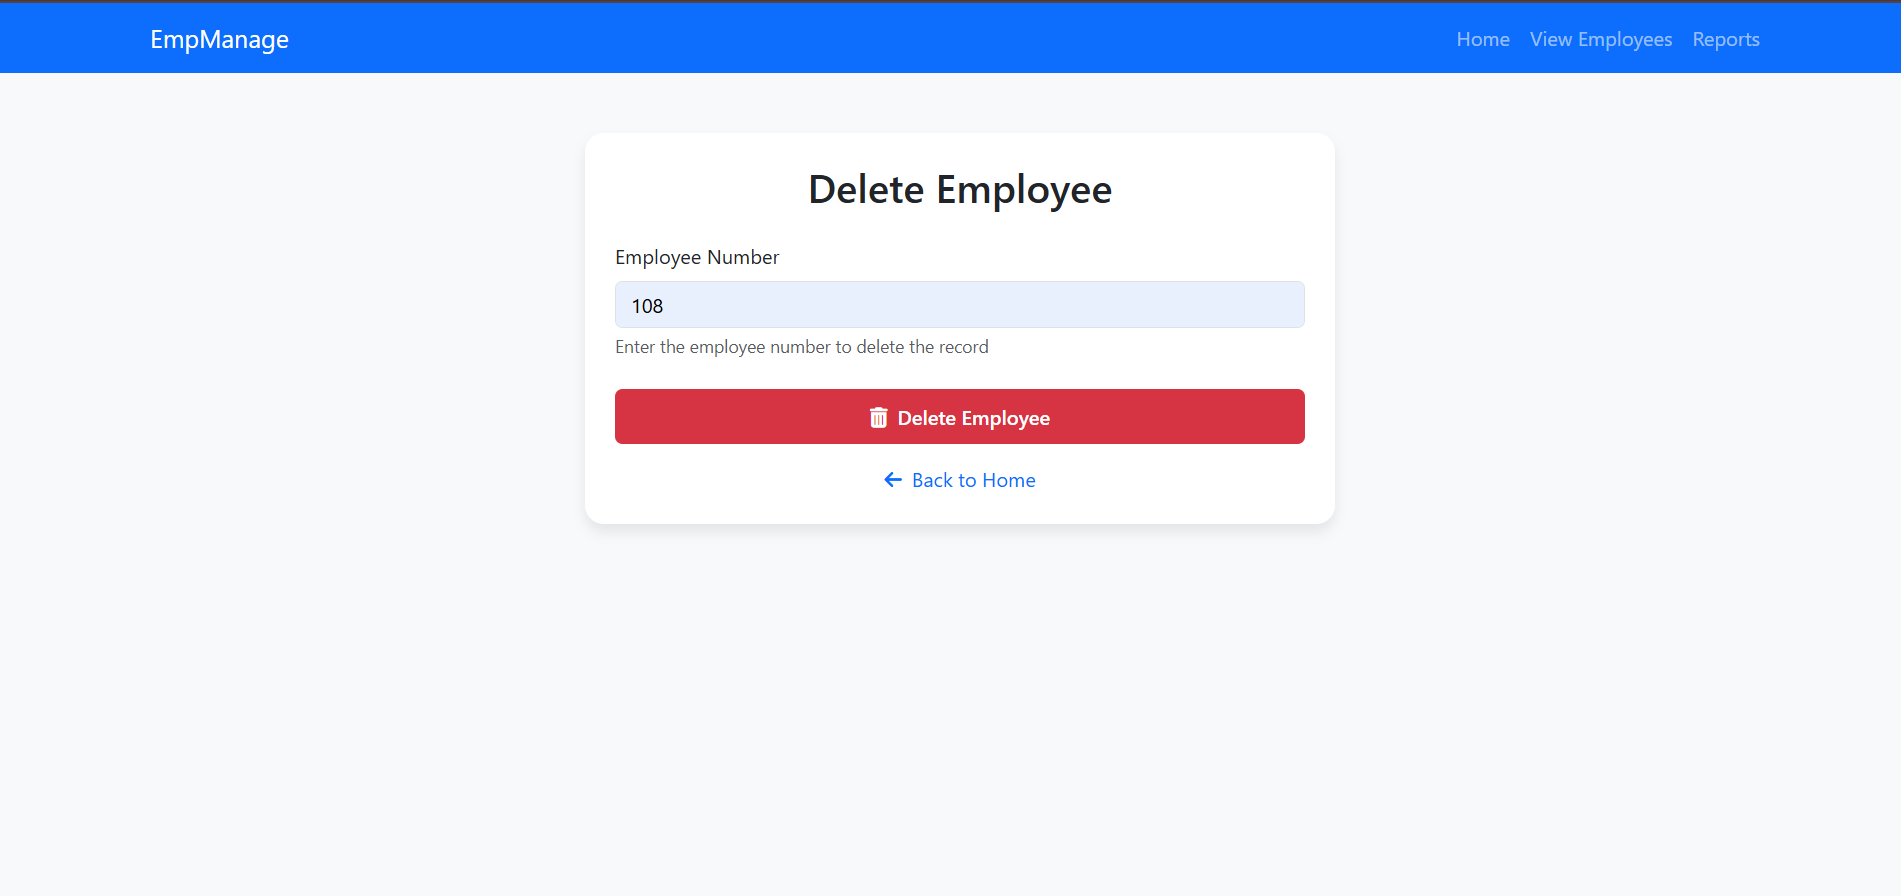 EmpManage
Home View Employees Reports
Delete Employee
Employee Number
108
Enter the employee number to delete the record
Delete Employee
Back to Home